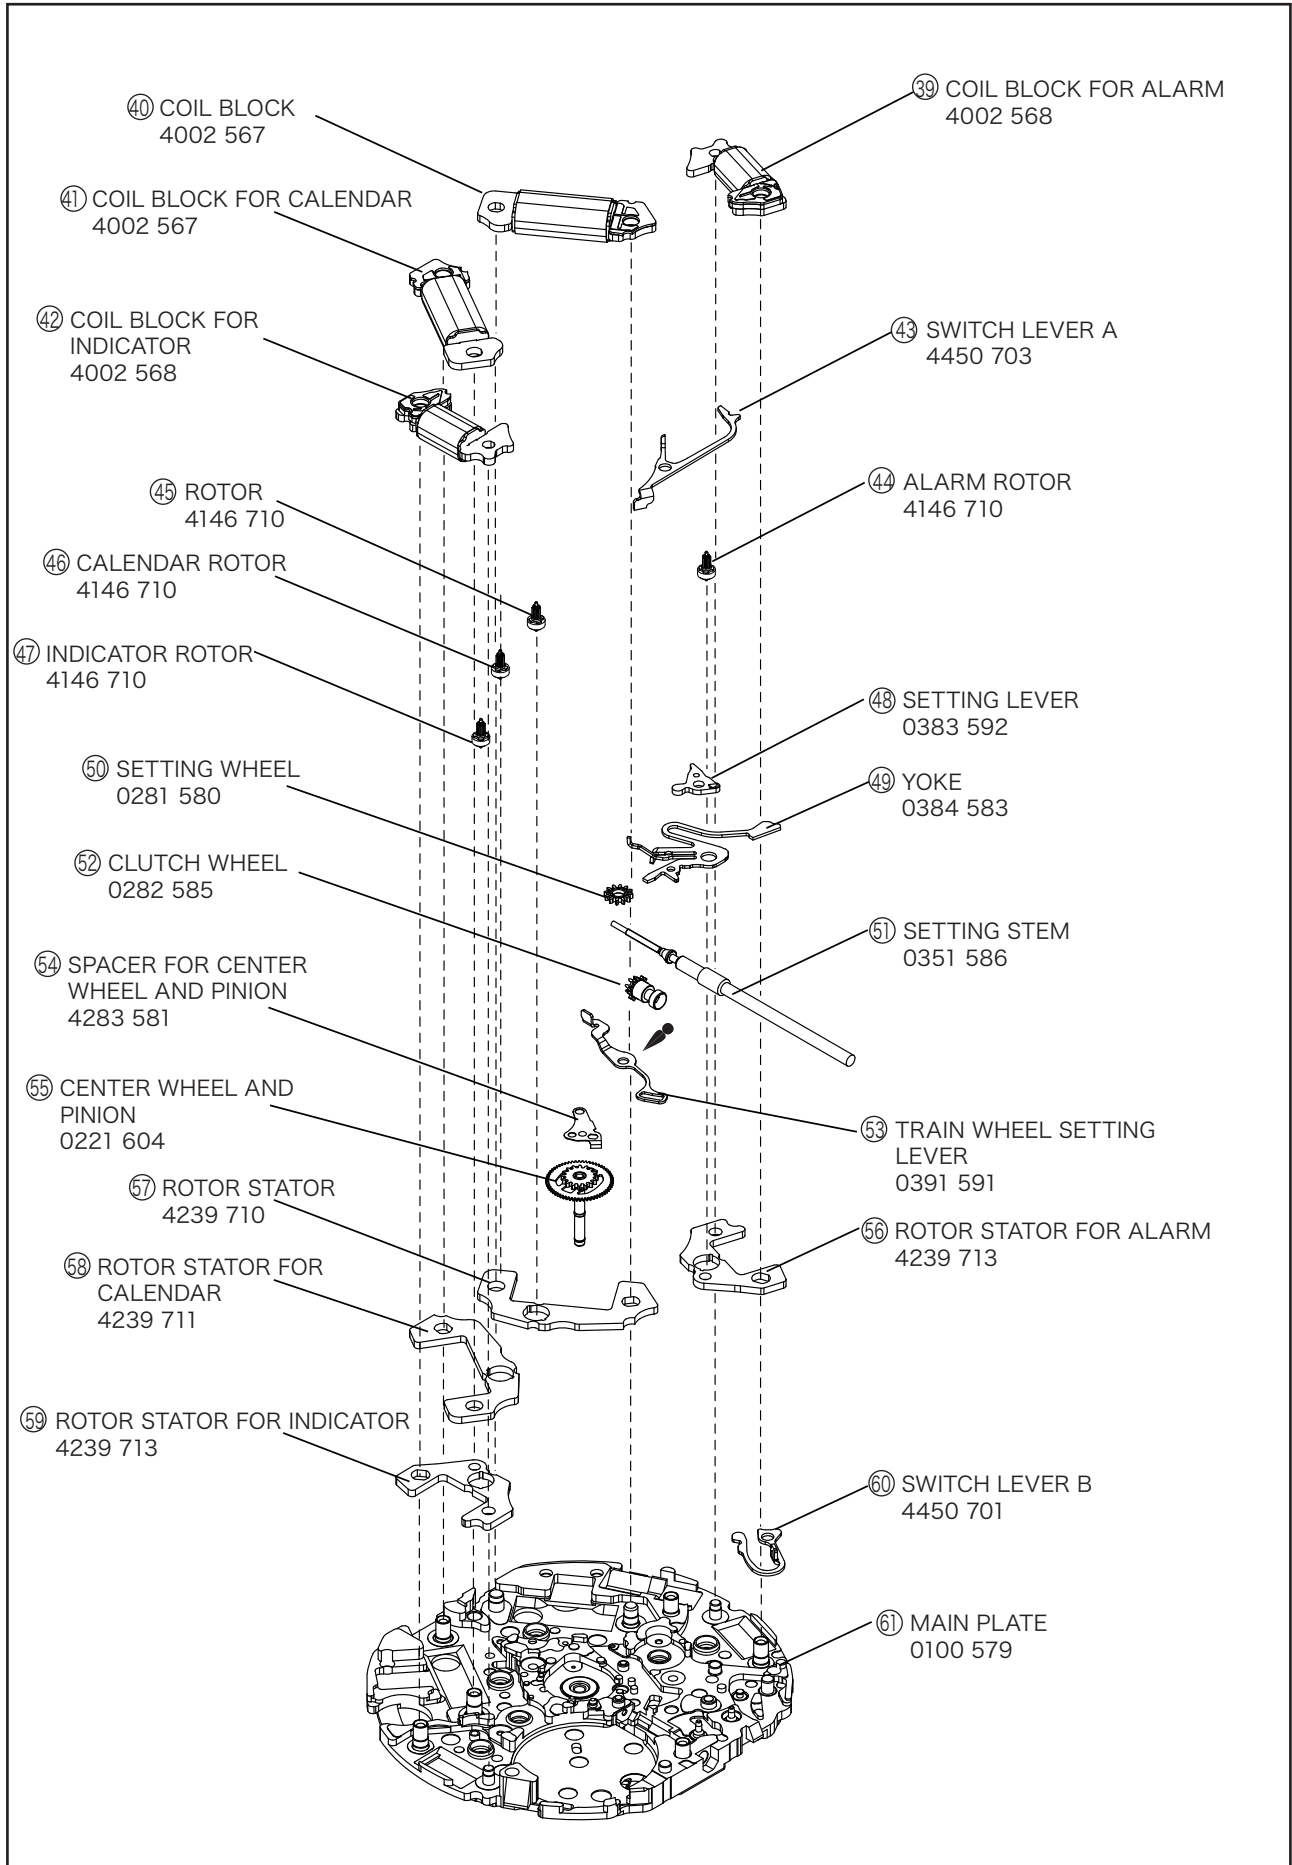 ㊴ COIL BLOCK FOR ALARM
4002 568
㊵ COIL BLOCK
4002 567
㊶ COIL BLOCK FOR CALENDAR
4002 567
㊷ COIL BLOCK FOR
INDICATOR
4002 568
㊸ SWITCH LEVER A
4450 703
㊹ ALARM ROTOR
4146 710
㊺ ROTOR
4146 710
㊻ CALENDAR ROTOR
4146 710
㊼ INDICATOR ROTOR
4146 710
㊽ SETTING LEVER
0383 592
㊾ YOKE
0384 583
㊿ SETTING WHEEL
0281 580
52 CLUTCH WHEEL
0282 585
51 SETTING STEM
0351 586
54 SPACER FOR CENTER
WHEEL AND PINION
4283 581
55 CENTER WHEEL AND
PINION
0221 604
53 TRAIN WHEEL SETTING
LEVER
0391 591
57 ROTOR STATOR
4239 710
56 ROTOR STATOR FOR ALARM
4239 713
58 ROTOR STATOR FOR
CALENDAR
4239 711
59 ROTOR STATOR FOR INDICATOR
4239 713
60 SWITCH LEVER B
4450 701
61 MAIN PLATE
0100 579